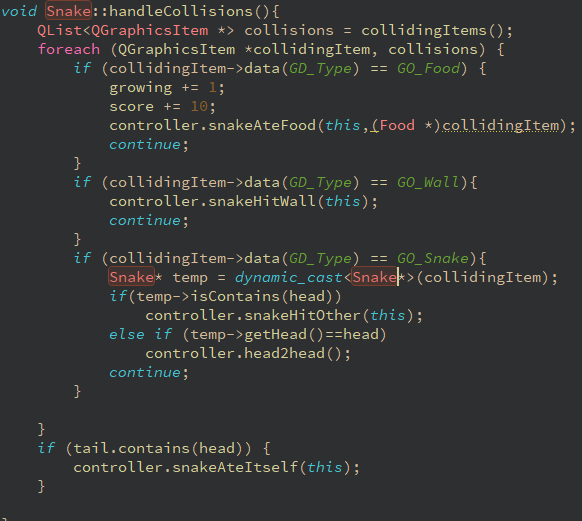 void Snake::handleCollisions(){
    QList<QGraphicsItem *> collisions = collidingItems();
    foreach (QGraphicsItem *collidingItem, collisions) {
        if (collidingItem->data(GD_Type) == GO_Food) {
            growing += 1;
            score += 10;
            controller.snakeAteFood(this,(Food *)collidingItem);
            continue;
        }
        if (collidingItem->data(GD_Type) == GO_Wall){
            controller.snakeHitWall(this);
            continue;
        }
        if (collidingItem->data(GD_Type) == GO_Snake){
            Snake* temp = dynamic_cast<Snake*>(collidingItem);
            if(temp->isContains(head))
                controller.snakeHitOther(this);
            else if (temp->getHead()==head)
                controller.head2head();
            continue;
        }
    }
    if (tail.contains(head)) {
        controller.snakeAteItself(this);
    }
}